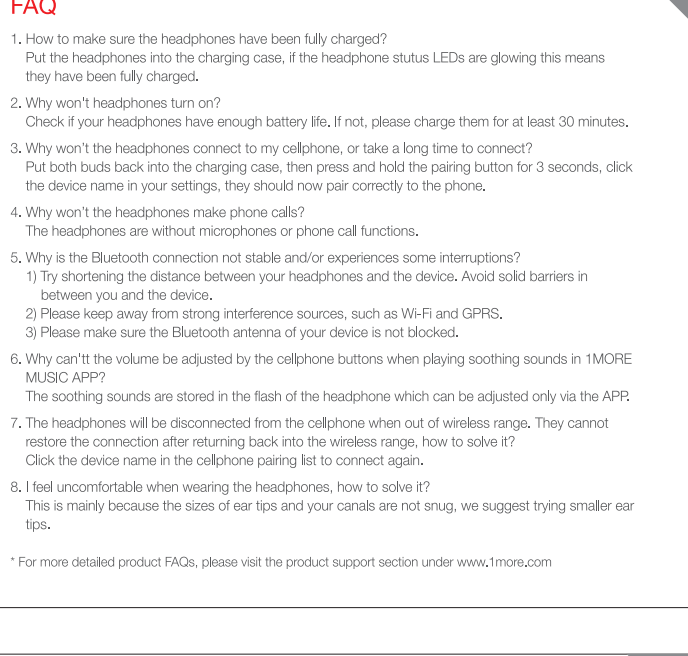 FAQ
1. How to make sure the headphones have been fully charged?
Put the headphones into the charging case, if the headphone stutus LEDs are glowing this means
they have been fully charged.
2. Why won't headphones turn on?
Check if your headphones have enough battery life. If not, please charge them for at least 30 minutes.
3. Why won't the headphones connect to my cellphone, or take a long time to connect?
Put both buds back into the charging case, then press and hold the pairing button for 3 seconds, click
the device name in your settings, they should now pair correctly to the phone.
4. Why won't the headphones make phone calls?
The headphones are without microphones or phone call functions.
5. Why is the Bluetooth connection not stable and/or experiences some interruptions?
1) Try shortening the distance between your headphones and the device. Avoid solid barriers in
between you and the device.
2) Please keep away from strong interference sources, such as Wi-Fi and GPRS.
3) Please make sure the Bluetooth antenna of your device is not blocked.
6. Why can'tt the volume be adjusted by the cellphone buttons when playing soothing sounds in 1MORE
MUSIC APP?
The soothing sounds are stored in the flash of the headphone which can be adjusted only via the APP.
7. The headphones will be disconnected from the cellphone when out of wireless range. They cannot
restore the connection after returning back into the wireless range, how to solve it?
Click the device name in the cellphone pairing list to connect again.
8. I feel uncomfortable when wearing the headphones, how to solve it?
This is mainly because the sizes of ear tips and your canals are not snug, we suggest trying smaller ear
tips.
* For more detailed product FAQs, please visit the product support section under www.1more.com